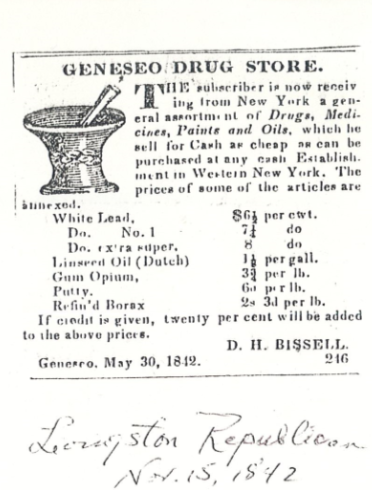 GENESEO DRUG STORE.
THE subscriber is now receiv
ing from New York a gen-
eral assortment of Drugs, Medi-
cines, Paints and Oils, which he
sell for Cash as cheap as can be
purchased at any cash Establish-
ment in Western New York. The
prices of some of the articles are
annexed.
White Lead, $6½ per cwt.
Do. No. 1 7¼ do
Do. extra super. 8 do
Linseed Oil (Dutch) 1⅛ per gall.
Gum Opium, 3¾ per lb.
Putty. 6d per lb.
Refin'd Borax 2s 3d per lb.
If credit is given, twenty per cent will be added
to the above prices.
D. H. BISSELL.
Geneseo. May 30, 1842. 246
Livingston Republican
Nov. 15, 1842